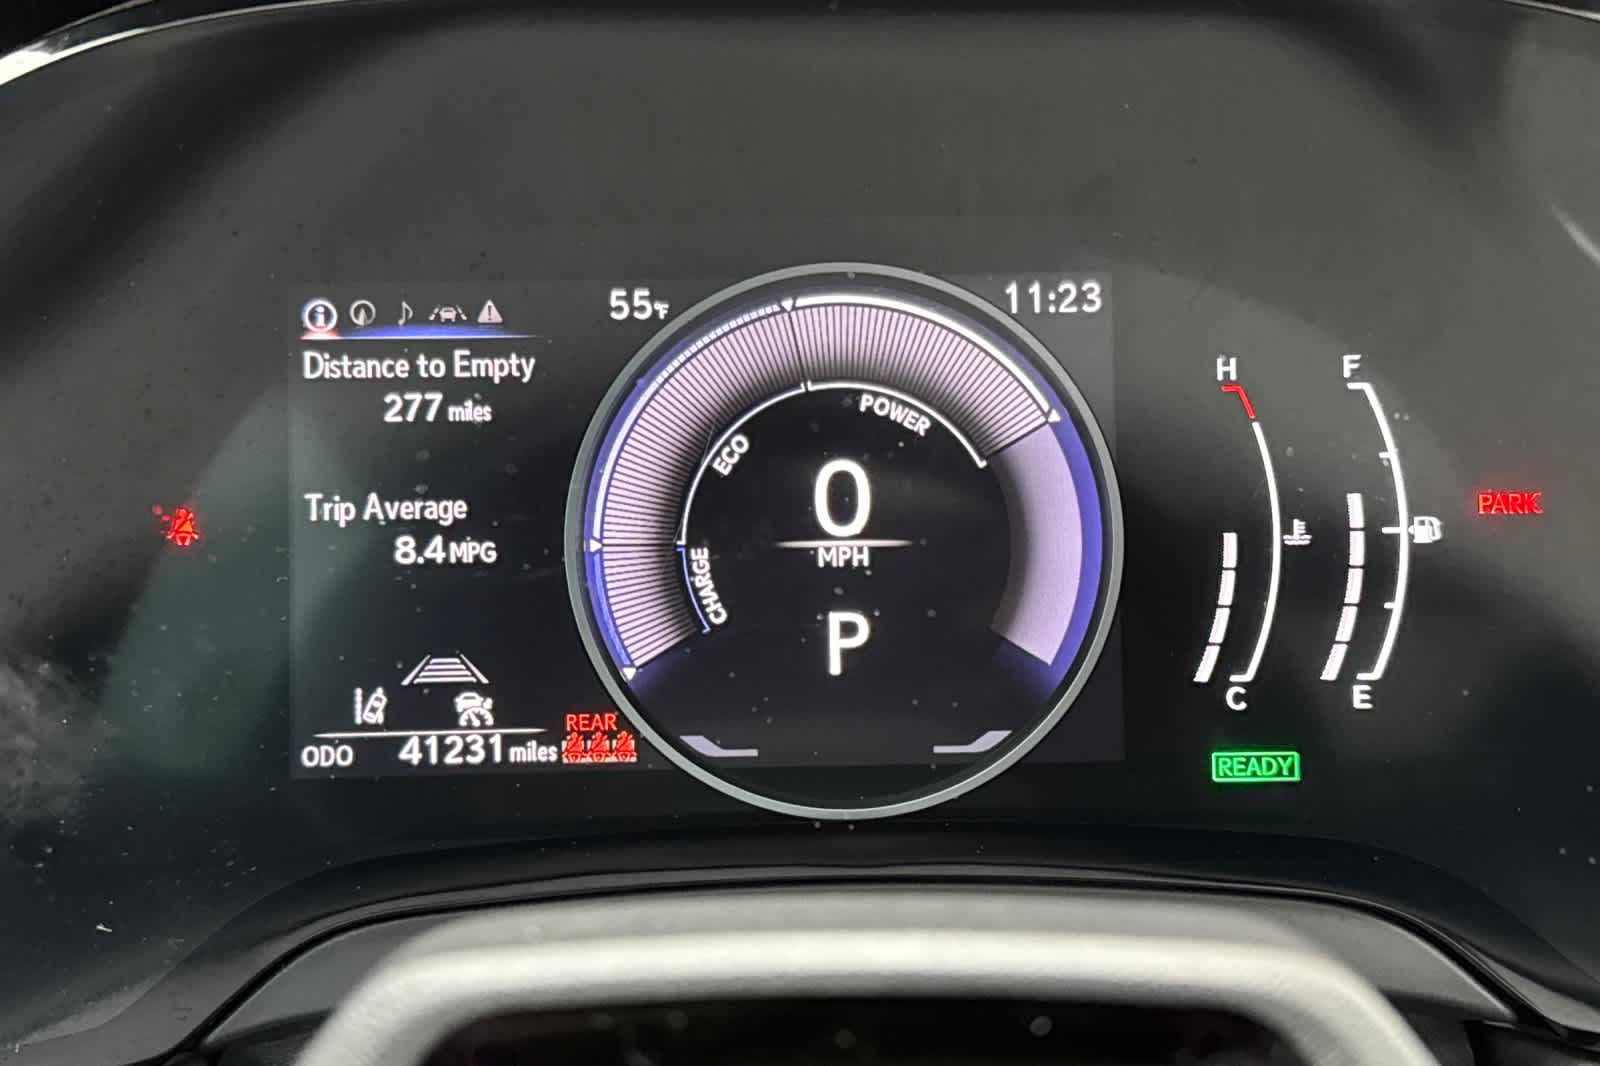 55°F
11:23
Distance to Empty
277 miles
Trip Average
8.4 MPG
ODO 41231 miles
REAR
CHARGE
ECO
POWER
0
MPH
P
H
C
F
E
READY
PARK